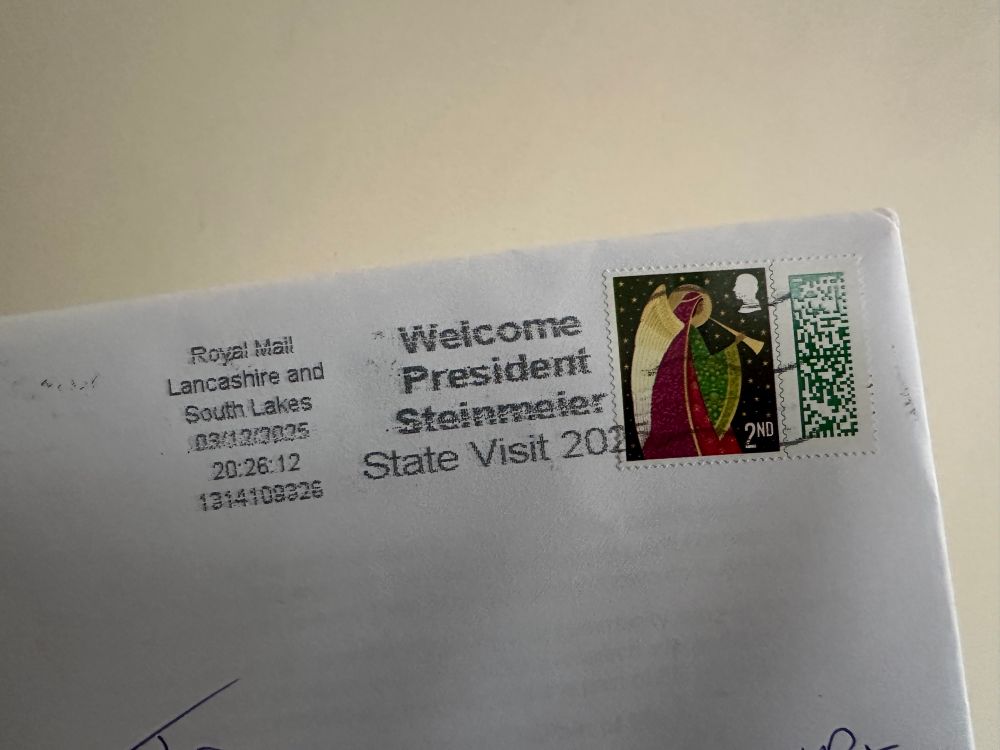 Royal Mail
Lancashire and
South Lakes
03/12/2025
20:26:12
1314109326
Welcome
President
Steinmeier
State Visit 202
2ND